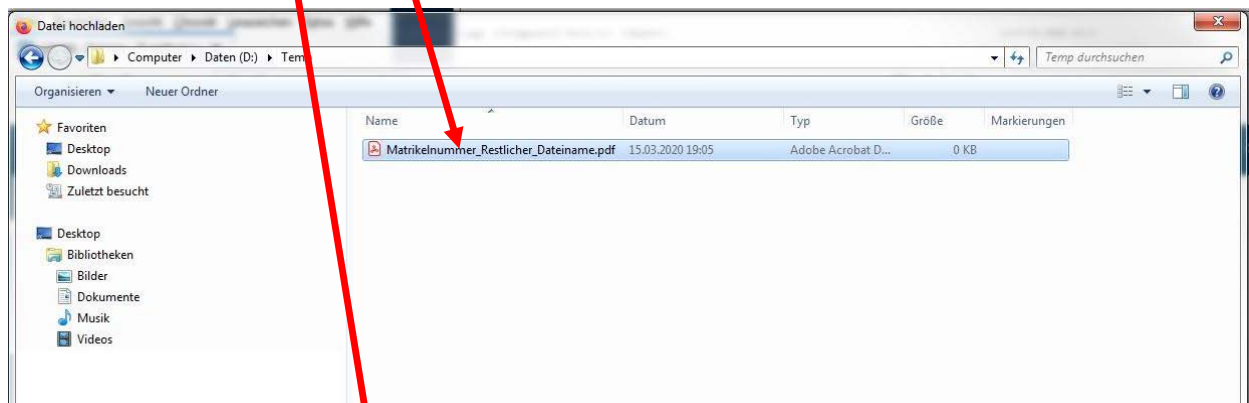 Datei hochladen
Computer ▸ Daten (D:) ▸ Temp
Temp durchsuchen
Organisieren
Neuer Ordner
Name Datum Typ Größe Markierungen
Matrikelnummer_Restlicher_Dateiname.pdf 15.03.2020 19:05 Adobe Acrobat D... 0 KB
Favoriten
Desktop
Downloads
Zuletzt besucht
Desktop
Bibliotheken
Bilder
Dokumente
Musik
Videos